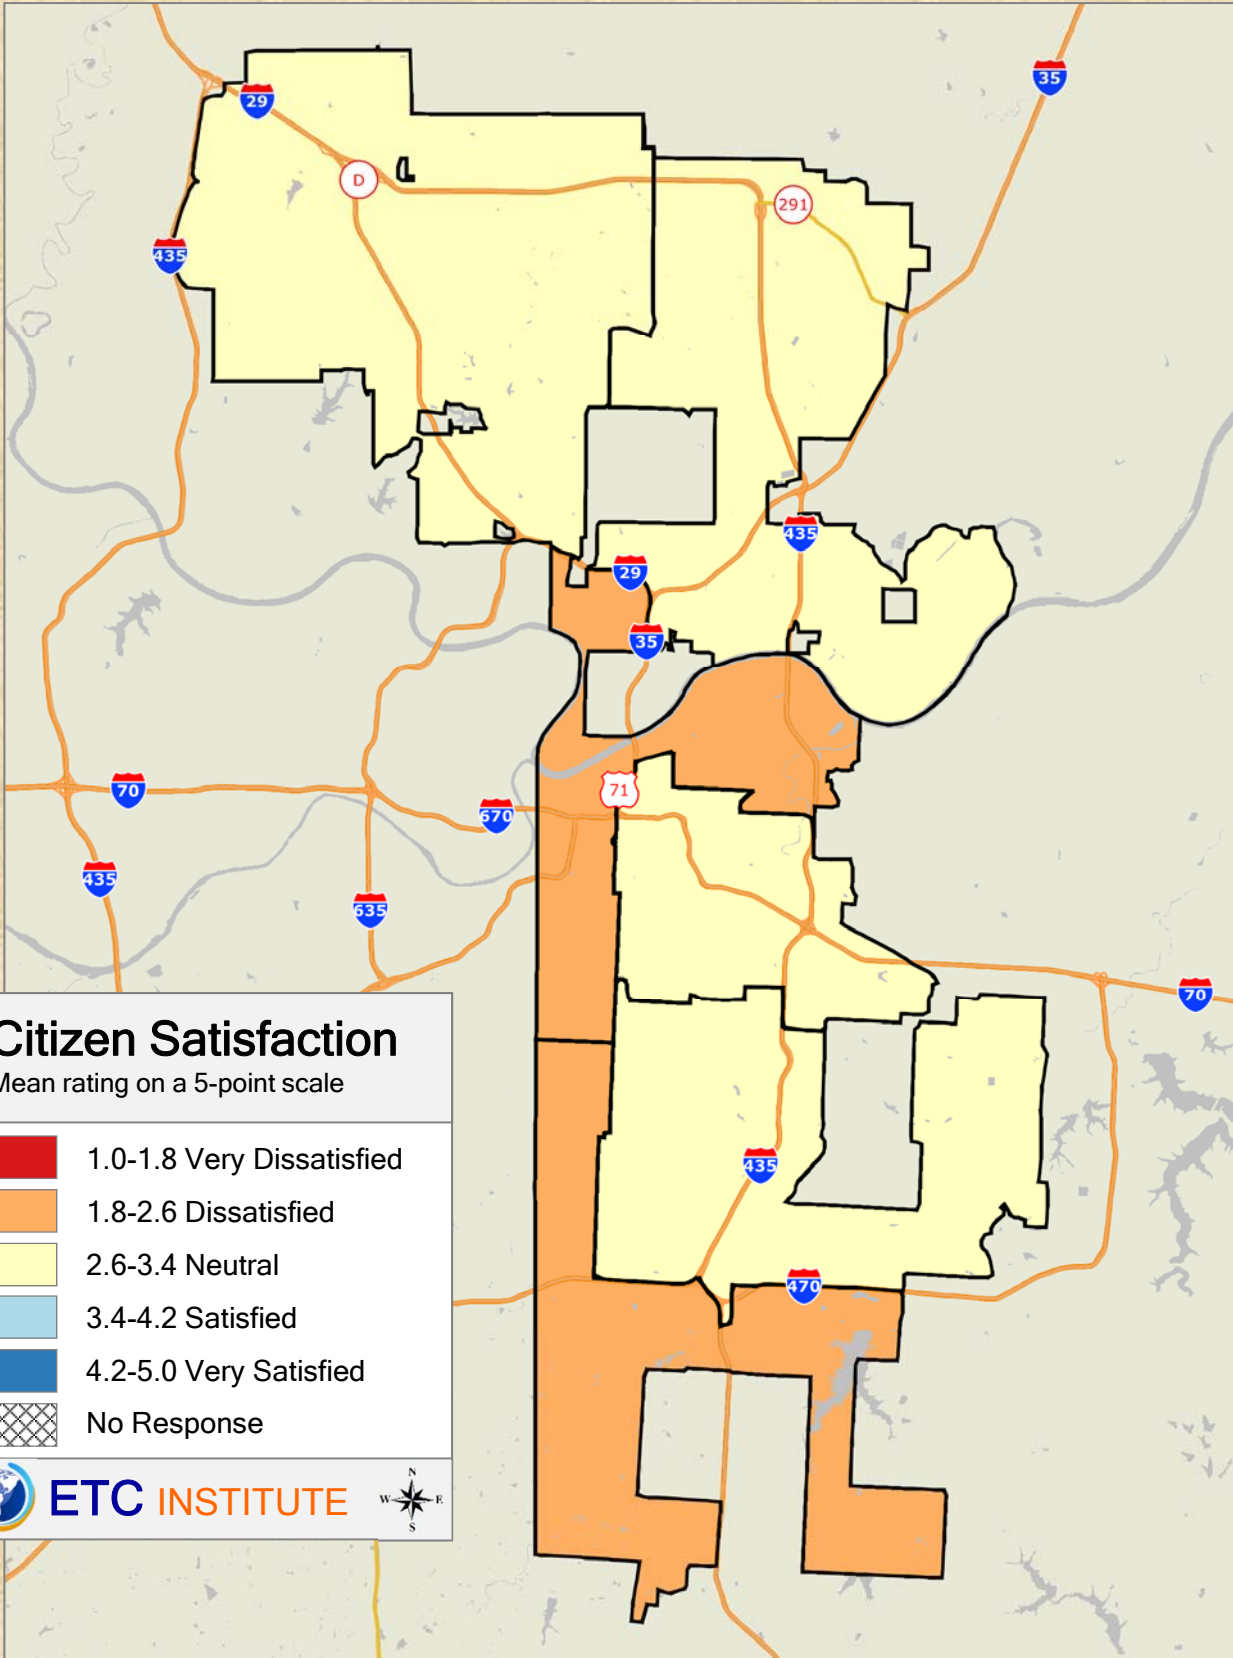 35
29
D
291
435
435
29
35
71
70
670
435
635
70
435
470
Citizen Satisfaction
Mean rating on a 5-point scale
1.0-1.8 Very Dissatisfied
1.8-2.6 Dissatisfied
2.6-3.4 Neutral
3.4-4.2 Satisfied
4.2-5.0 Very Satisfied
No Response
ETC INSTITUTE
N
W E
S